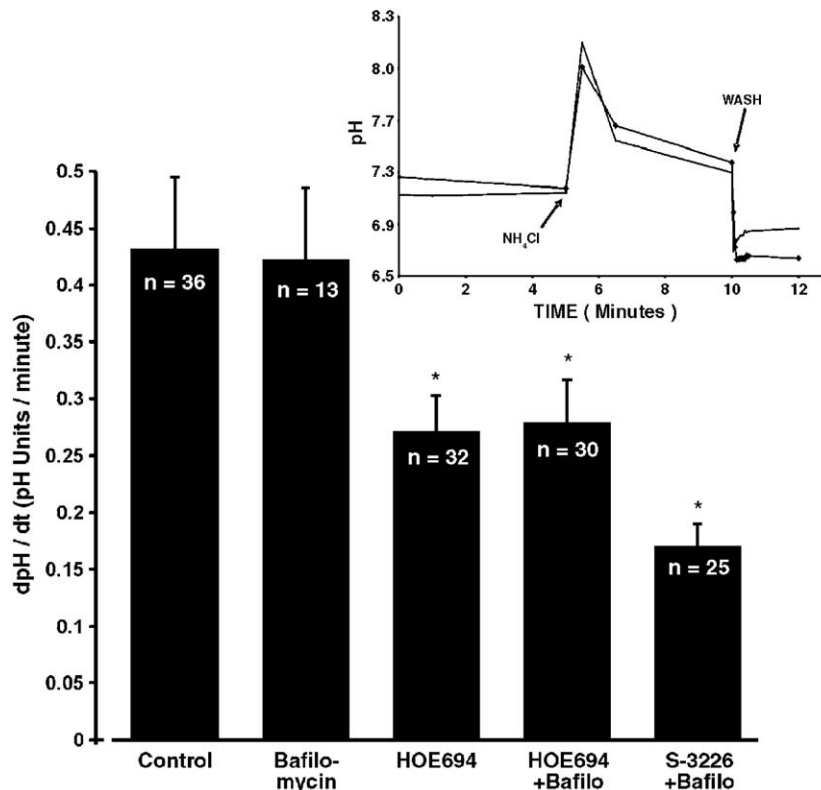 8.3
8.0
7.7
7.3
6.9
6.5
pH
NH4Cl
WASH
0 2 4 6 8 10 12
TIME ( Minutes )
dpH / dt (pH Units / minute)
0.5
0.45
0.4
0.35
0.3
0.25
0.2
0.15
0.1
0.05
0
n = 36
n = 13
*
n = 32
*
n = 30
*
n = 25
Control
Bafilo-
mycin
HOE694
HOE694
+Bafilo
S-3226
+Bafilo